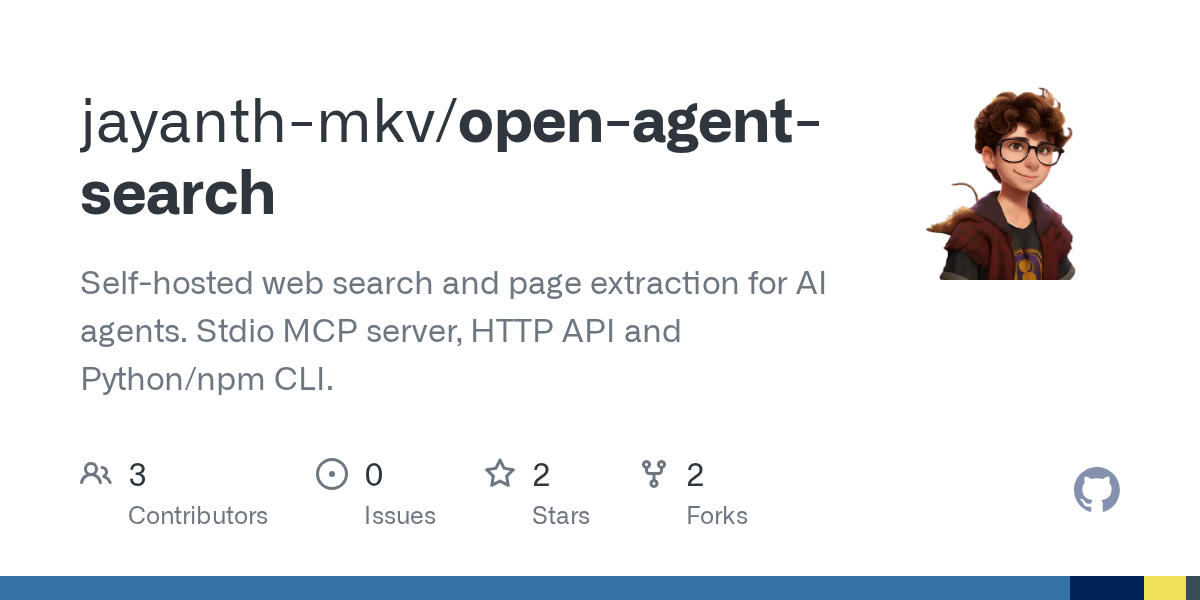 jayanth-mkv/open-agent-
search
Self-hosted web search and page extraction for AI
agents. Stdio MCP server, HTTP API and
Python/npm CLI.
3 0 2 2
Contributors Issues Stars Forks